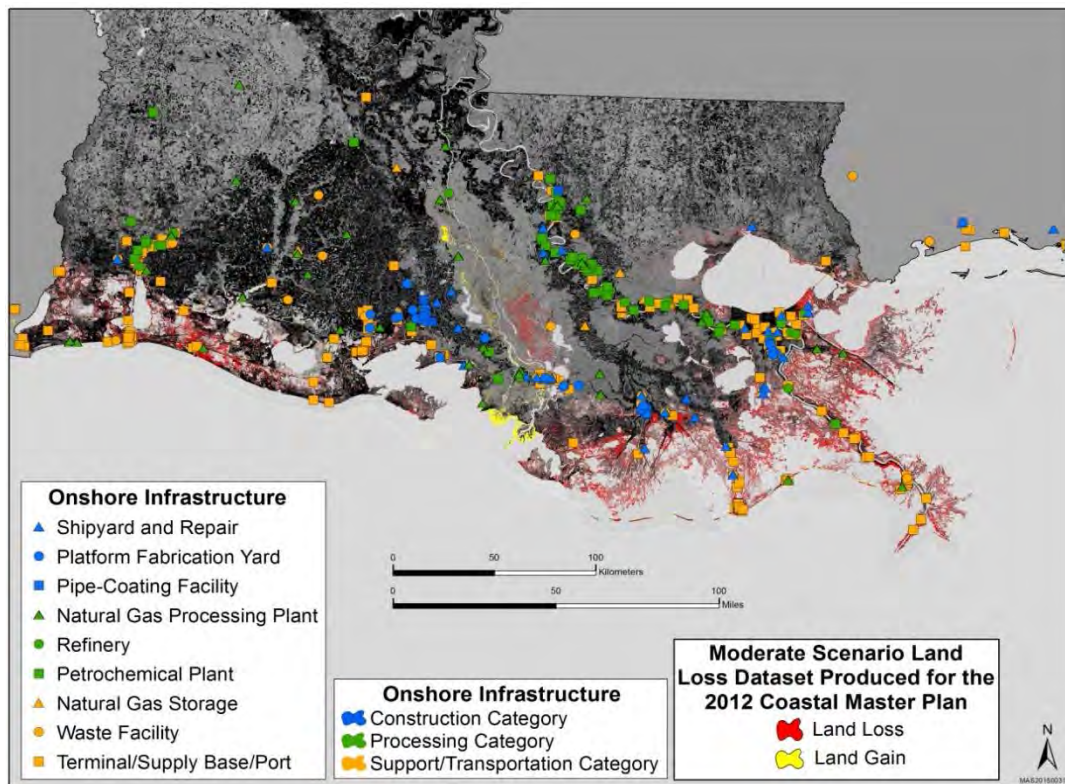 Onshore Infrastructure
Shipyard and Repair
Platform Fabrication Yard
Pipe-Coating Facility
Natural Gas Processing Plant
Refinery
Petrochemical Plant
Natural Gas Storage
Waste Facility
Terminal/Supply Base/Port
0 50 100
Kilometers
0 50 100
Miles
Onshore Infrastructure
Construction Category
Processing Category
Support/Transportation Category
Moderate Scenario Land
Loss Dataset Produced for the
2012 Coastal Master Plan
Land Loss
Land Gain
N